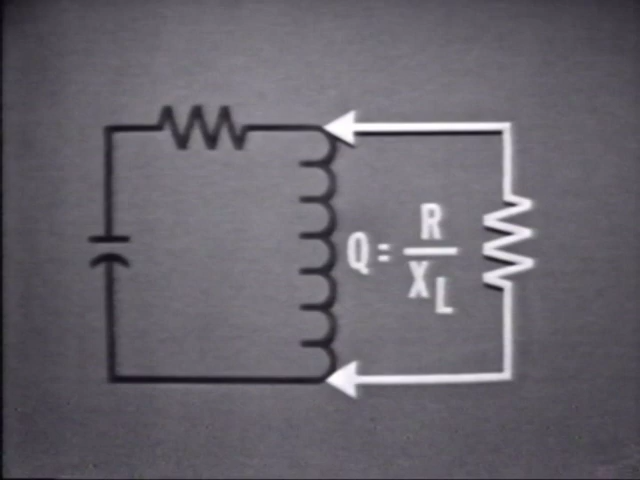 Q = R
X_L